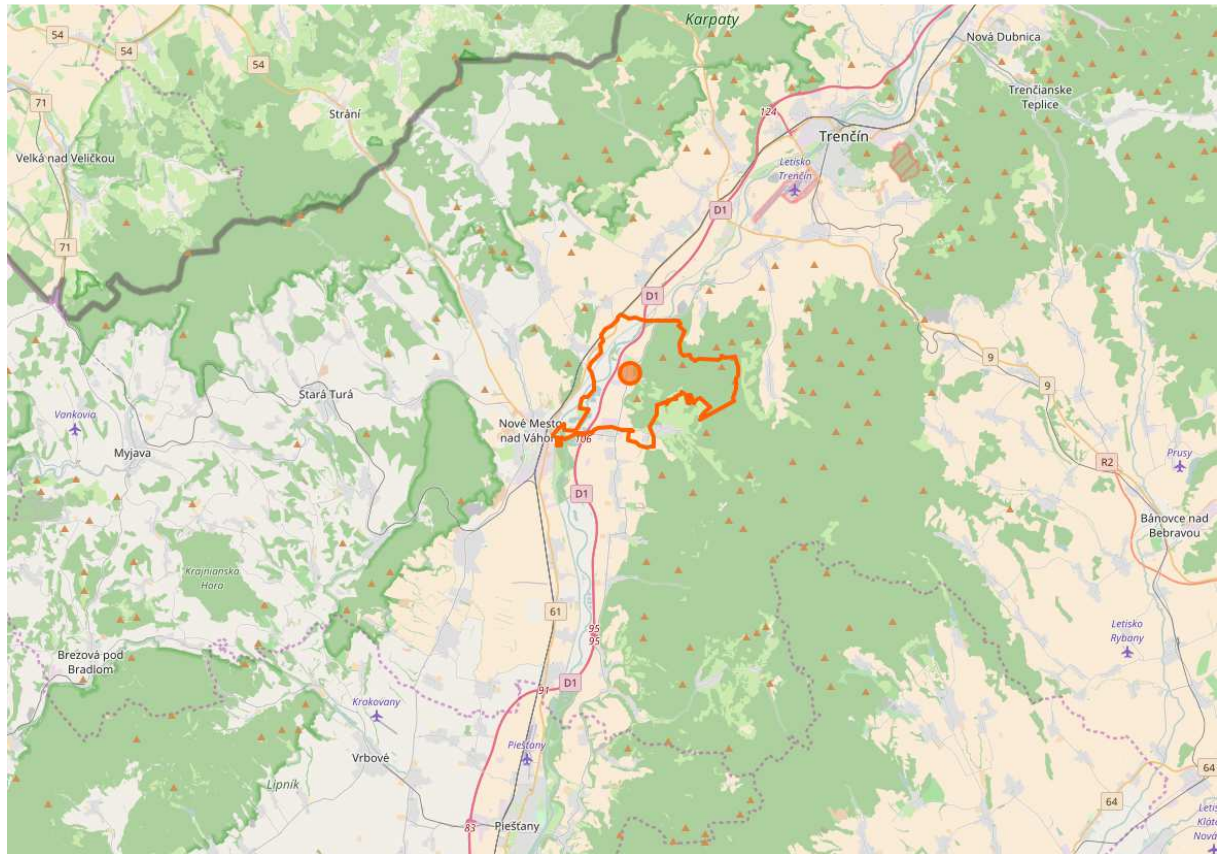 Karpaty
54
54
54
Nová Dubnica
Trenčianske
Teplice
71
Strání
124
Trenčín
Velká nad Veličkou
Letisko
Trenčín
D1
71
D1
9
9
Stará Turá
Vankovia
Nové Mesto
nad Váhom
106
Myjava
R2
Prusy
D1
Bánovce nad
Bebravou
Krajnianska
Hora
61
95
95
Letisko
Rybany
Brezová pod
Bradlom
D1
91
Krakovany
Piešťany
Vrbové
64
Lipník
64
Piešťany
83